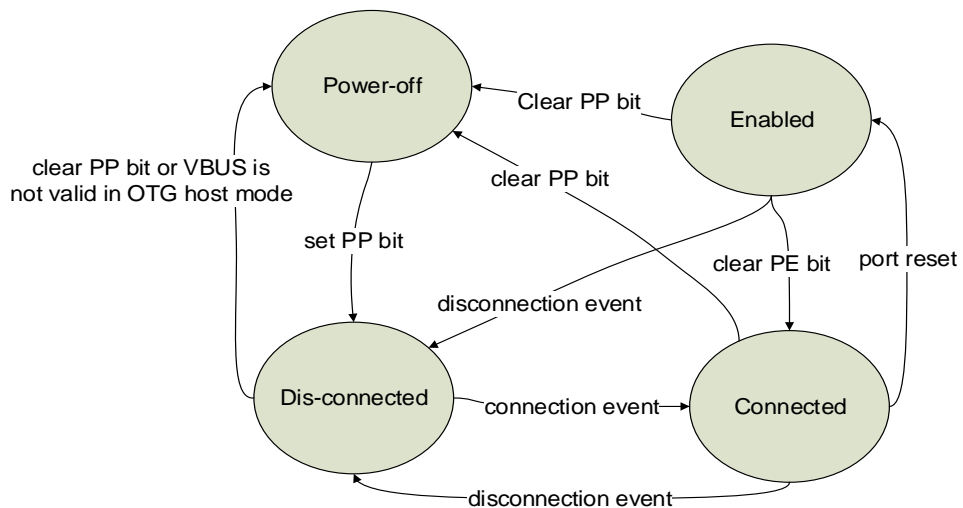 Power-off
Enabled
Clear PP bit
clear PP bit or VBUS is
not valid in OTG host mode
clear PP bit
set PP bit
clear PE bit
port reset
disconnection event
Dis-connected
connection event
Connected
disconnection event